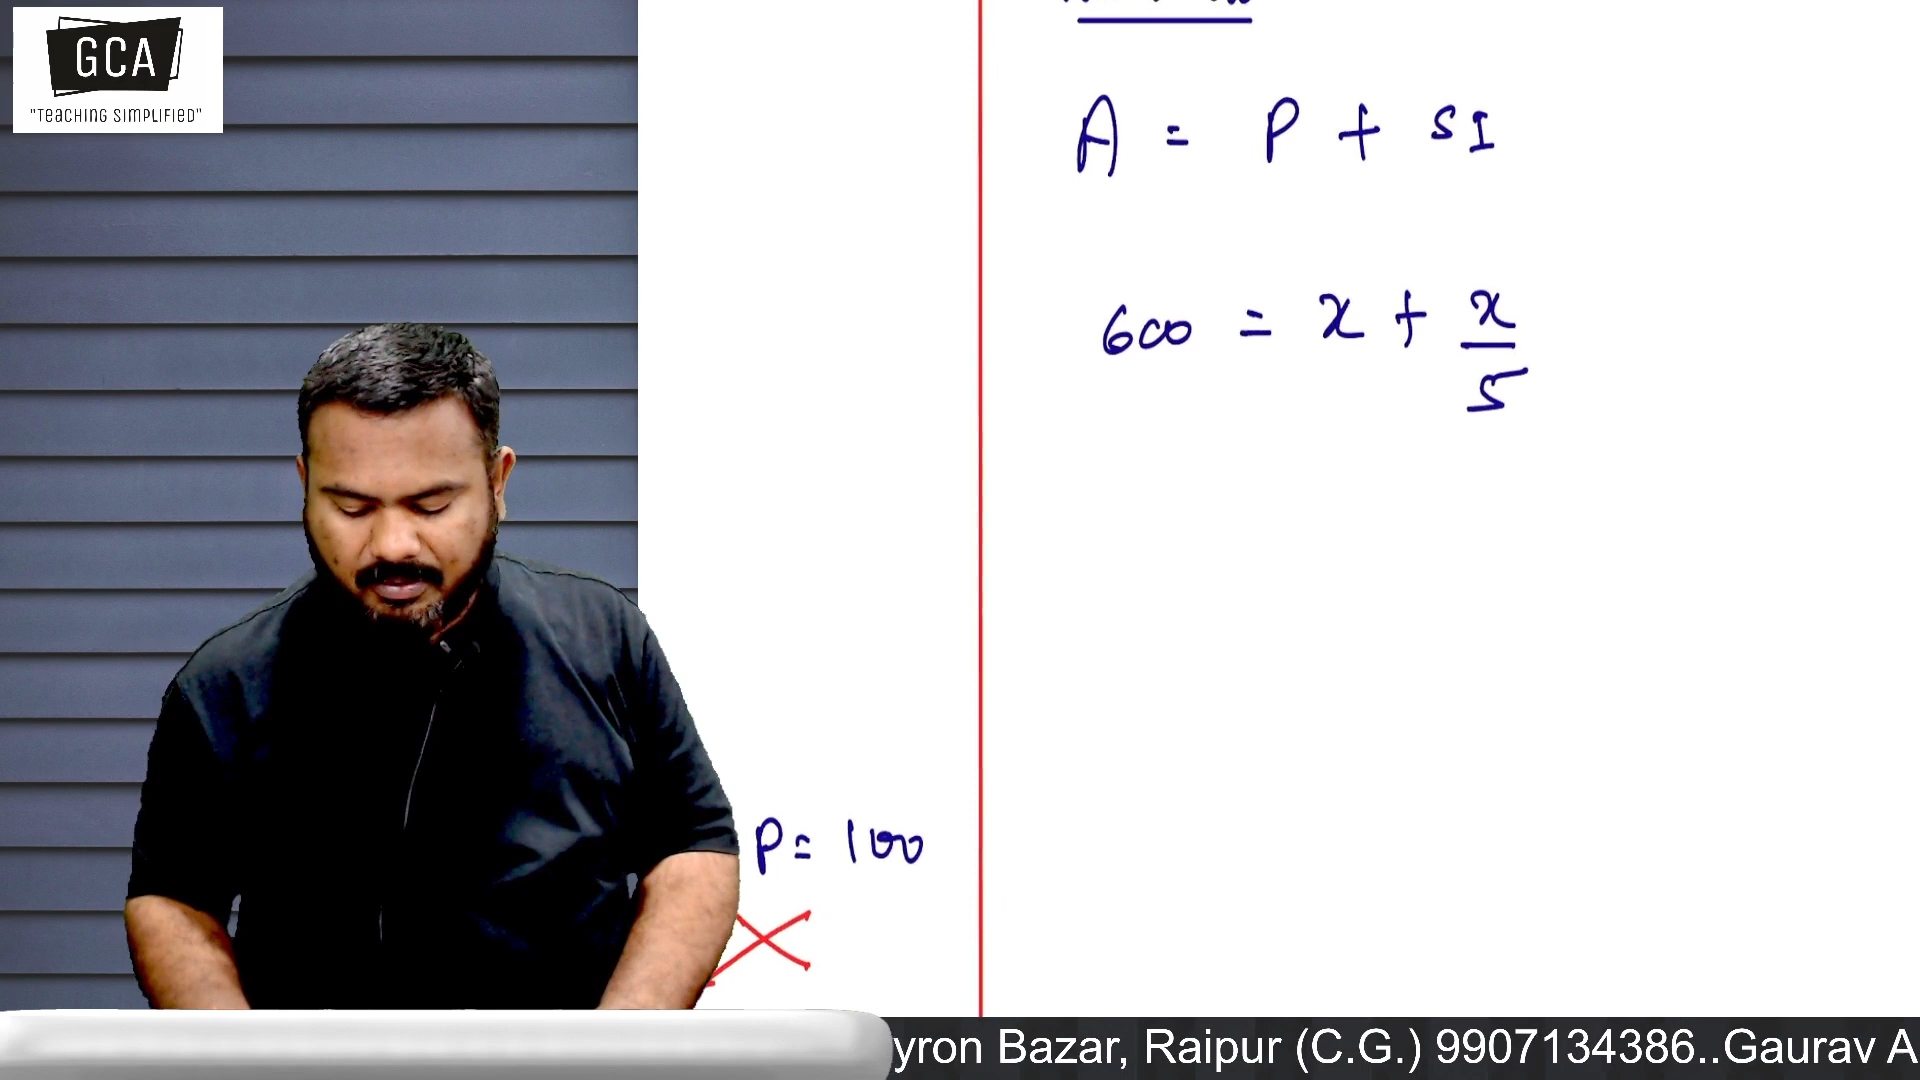 GCA
"Teaching Simplified"
A = P + SI
600 = x + x/5
P = 100
yron Bazar, Raipur (C.G.) 9907134386..Gaurav A